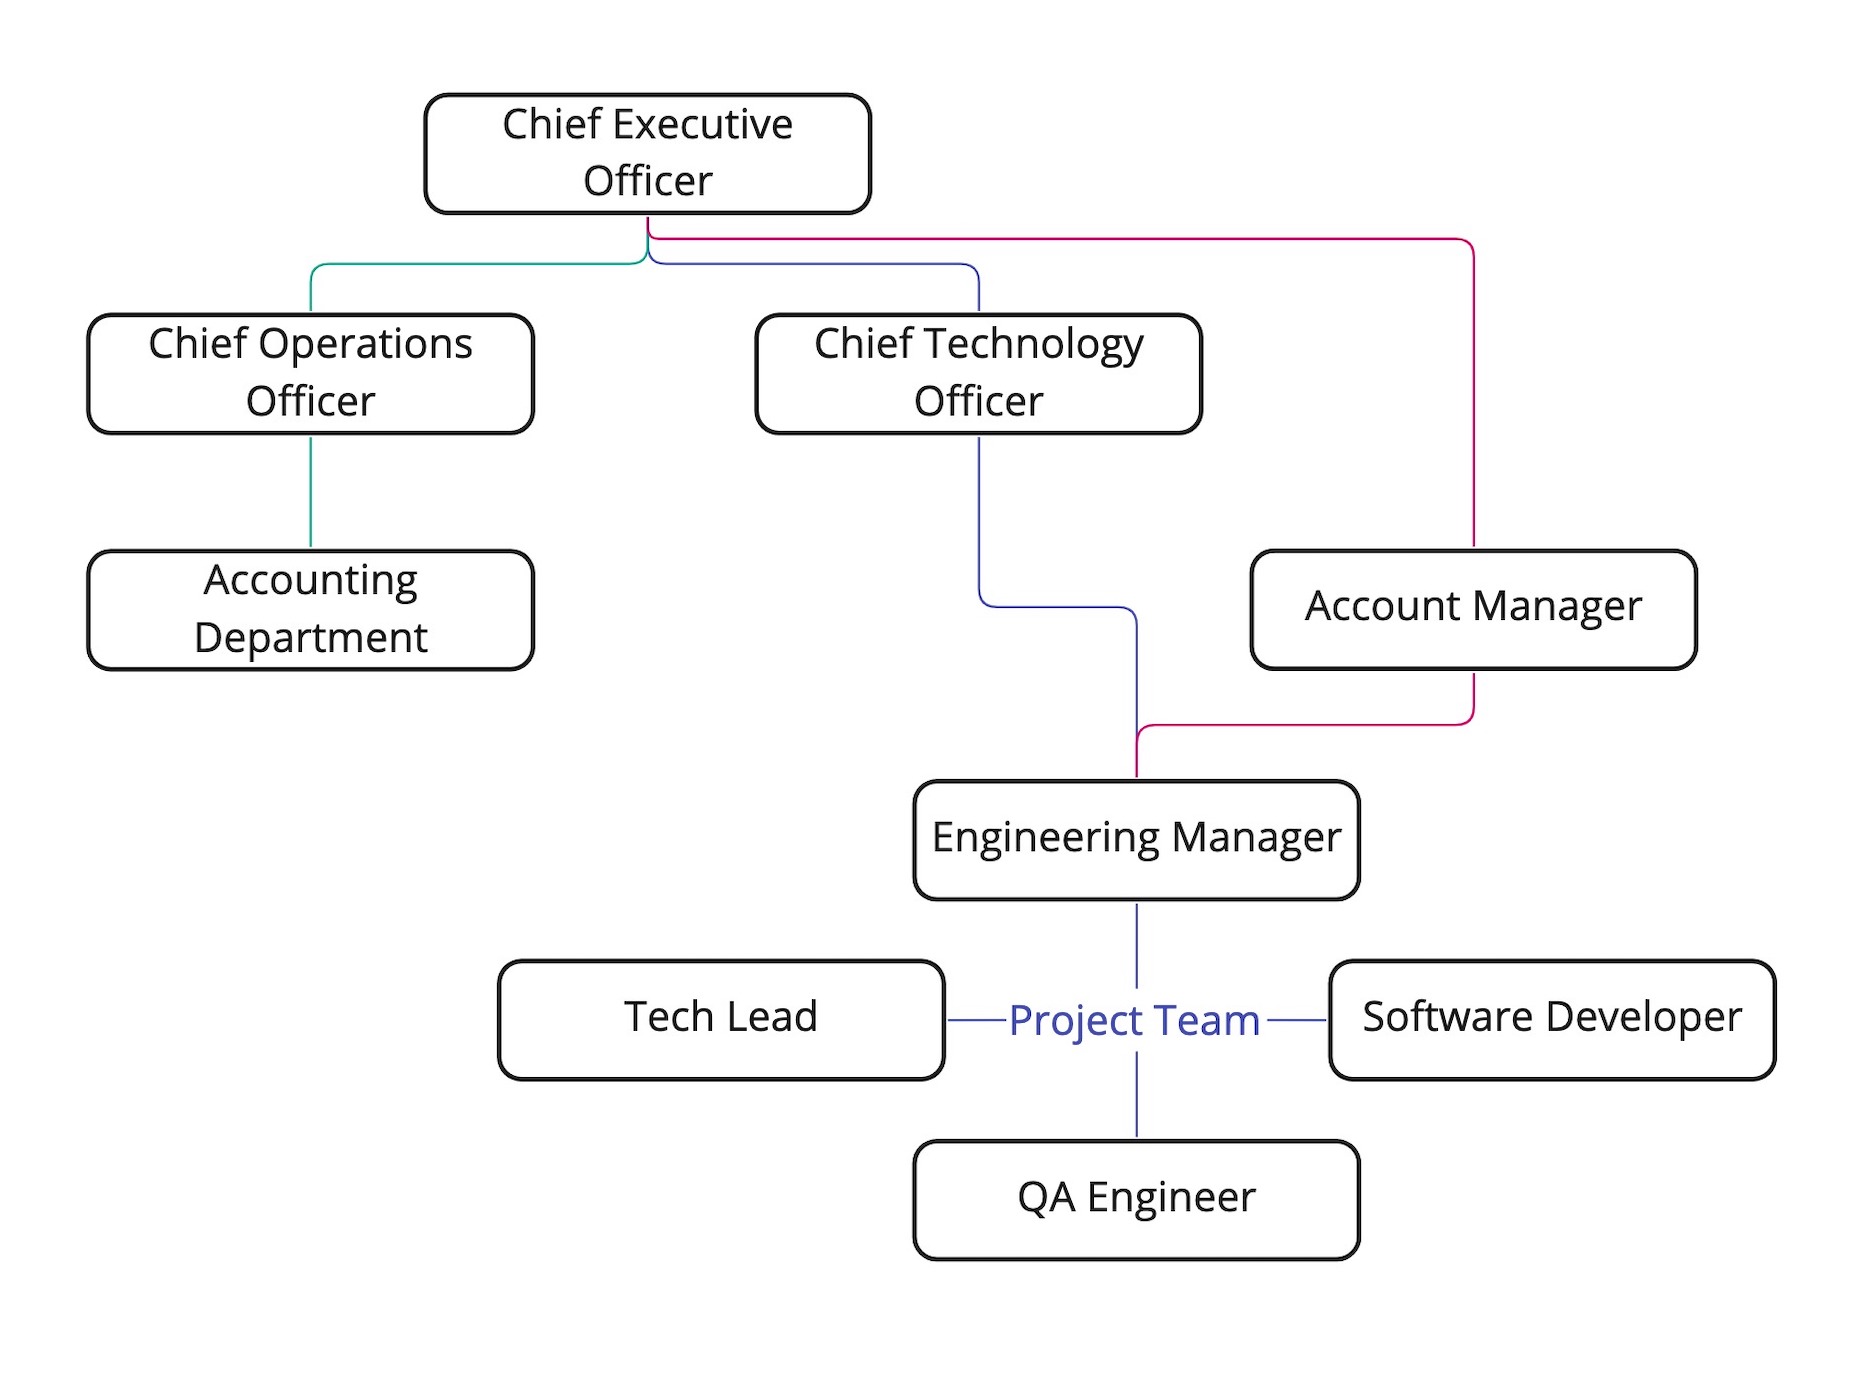 Chief Executive
Officer
Chief Operations
Officer
Chief Technology
Officer
Accounting
Department
Account Manager
Engineering Manager
Tech Lead
Project Team
Software Developer
QA Engineer